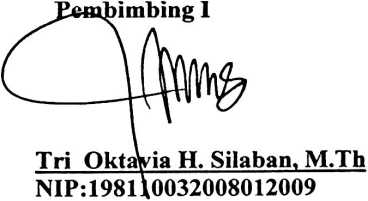 Pembimbing I
Tri Oktavia H. Silaban, M.Th
NIP:198110032008012009